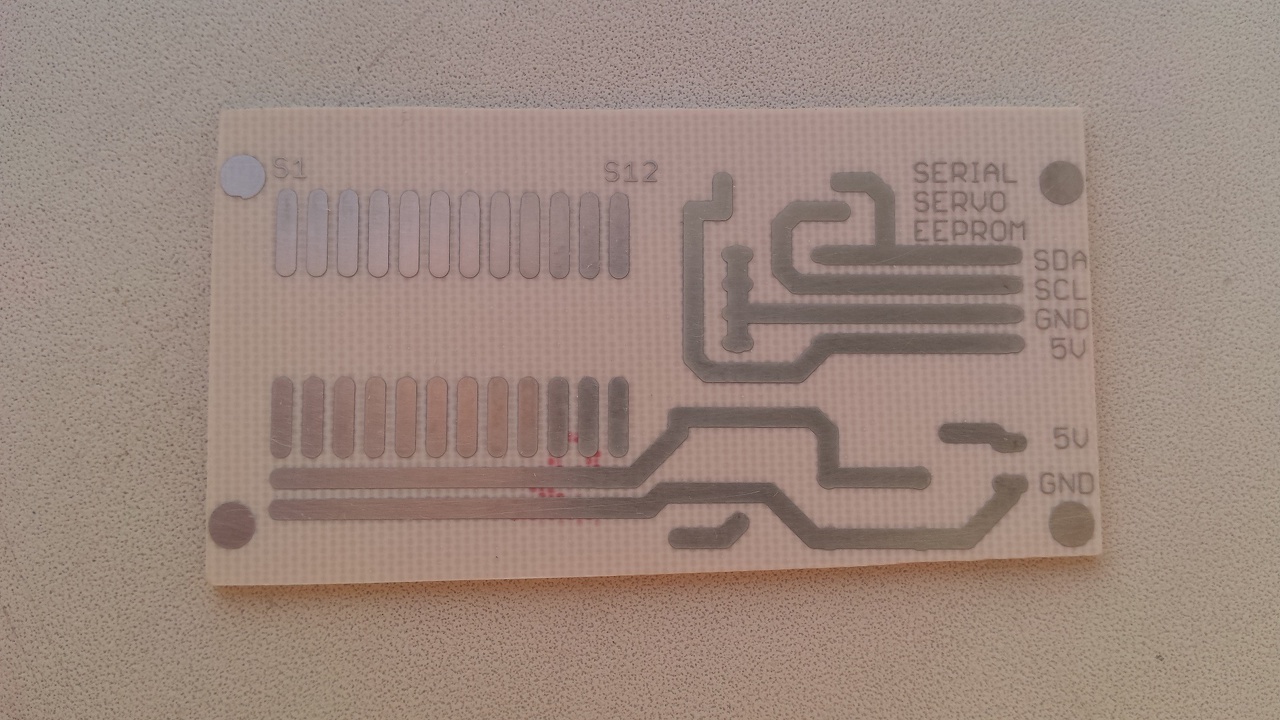 S1
S12
SERIAL
SERVO
EEPROM
SDA
SCL
GND
5V
5V
GND